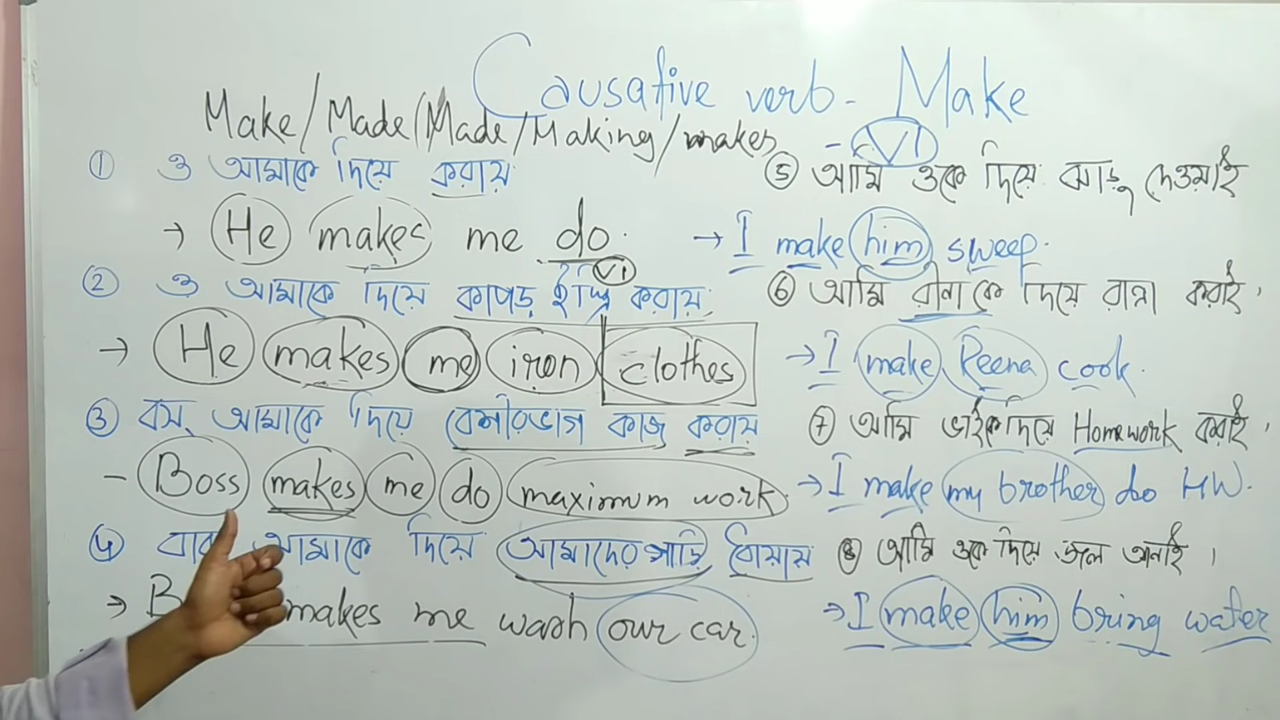 Causative verb - Make
Make/Made/Made/Making/makes - V1
① ও আমাকে দিয়ে করায়
→ He makes me do.
V1
② ও আমাকে দিয়ে কাপড় ইস্ত্রি করায়।
→ He makes me iron clothes
③ বস্ আমাকে দিয়ে বেশীরভাগ কাজ করায়
- Boss makes me do maximum work
④ আমাকে দিয়ে আমাদের গাড়ি ধোয়ায়
→ makes me wash our car.
⑤ আমি ওকে দিয়ে ঝাড়ু দেওয়াই
→ I make him sweep.
⑥ আমি রীনাকে দিয়ে রান্না করাই।
→ I make Reena cook.
⑦ আমি ভাইকে দিয়ে Homework করাই।
→ I make my brother do HW.
⑧ আমি ওকে দিয়ে জল আনাই।
→ I make him bring water